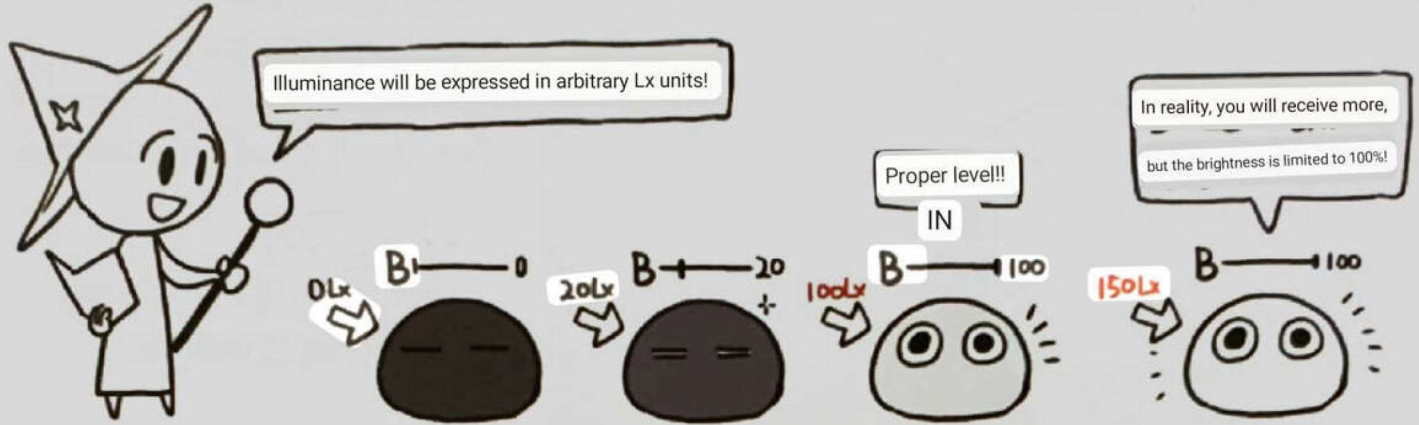 Illuminance will be expressed in arbitrary Lx units!
In reality, you will receive more,
but the brightness is limited to 100%!
Proper level!!
IN
0Lx
B 0
20Lx
B 20
100Lx
B 100
150Lx
B 100